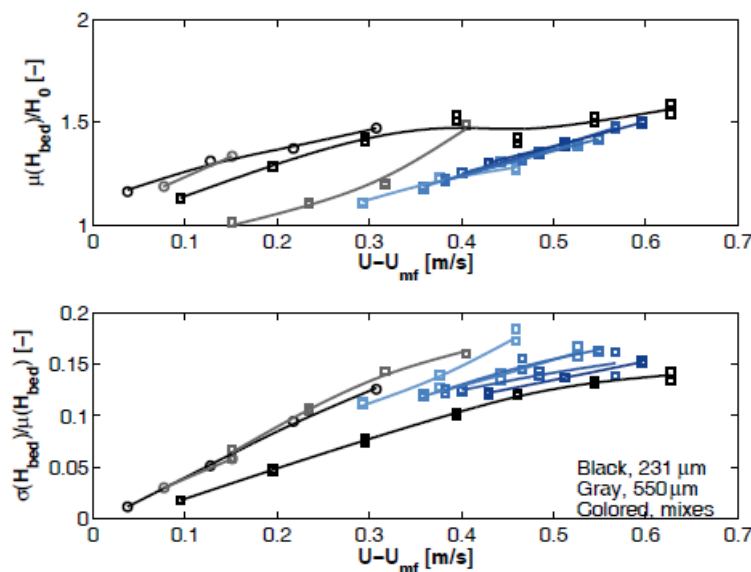 μ(H_bed)/H_0 [-]
2
1.5
1
0 0.1 0.2 0.3 0.4 0.5 0.6 0.7
U-U_mf [m/s]
σ(H_bed)/μ(H_bed) [-]
0.2
0.15
0.1
0.05
0
Black, 231 μm
Gray, 550 μm
Colored, mixes
0 0.1 0.2 0.3 0.4 0.5 0.6 0.7
U-U_mf [m/s]